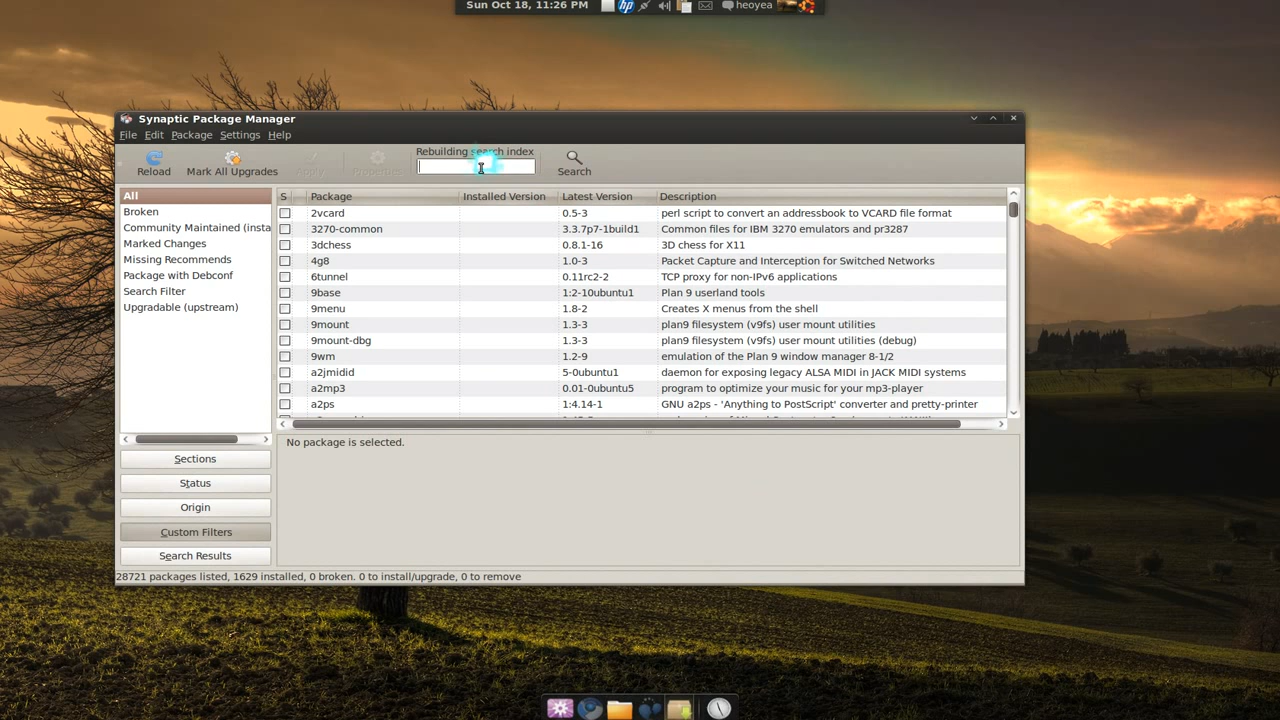 Sun Oct 18, 11:26 PM hp heoyea
Synaptic Package Manager
File Edit Package Settings Help
Rebuilding search index
Reload Mark All Upgrades Apply Properties Search
All
Broken
Community Maintained (insta
Marked Changes
Missing Recommends
Package with Debconf
Search Filter
Upgradable (upstream)
S Package Installed Version Latest Version Description
2vcard 0.5-3 perl script to convert an addressbook to VCARD file format
3270-common 3.3.7p7-1build1 Common files for IBM 3270 emulators and pr3287
3dchess 0.8.1-16 3D chess for X11
4g8 1.0-3 Packet Capture and Interception for Switched Networks
6tunnel 0.11rc2-2 TCP proxy for non-IPv6 applications
9base 1:2-10ubuntu1 Plan 9 userland tools
9menu 1.8-2 Creates X menus from the shell
9mount 1.3-3 plan9 filesystem (v9fs) user mount utilities
9mount-dbg 1.3-3 plan9 filesystem (v9fs) user mount utilities (debug)
9wm 1.2-9 emulation of the Plan 9 window manager 8-1/2
a2jmidid 5-0ubuntu1 daemon for exposing legacy ALSA MIDI in JACK MIDI systems
a2mp3 0.01-0ubuntu5 program to optimize your music for your mp3-player
a2ps 1:4.14-1 GNU a2ps - 'Anything to PostScript' converter and pretty-printer
No package is selected.
Sections
Status
Origin
Custom Filters
Search Results
28721 packages listed, 1629 installed, 0 broken. 0 to install/upgrade, 0 to remove